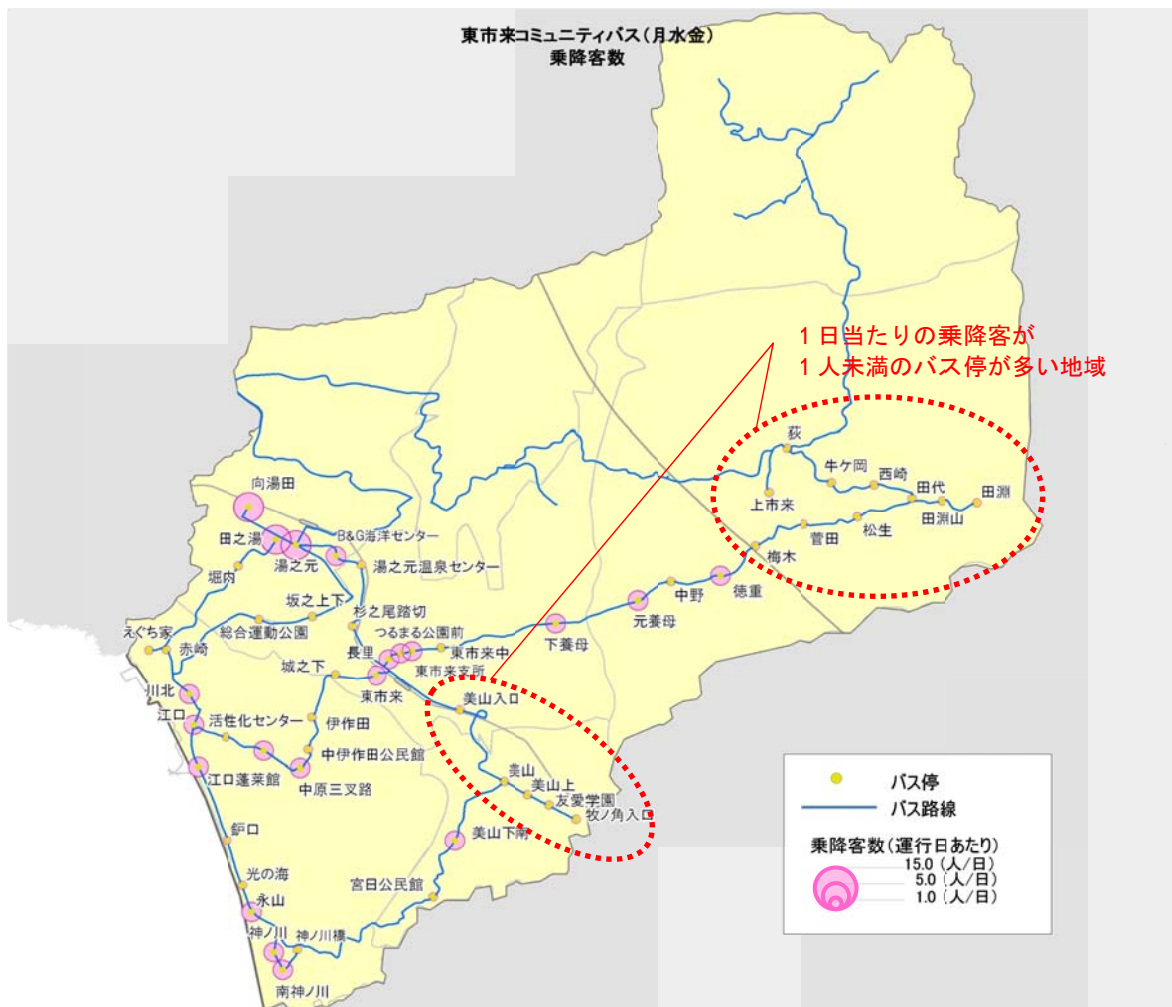 東市来コミュニティバス(月水金)
乗降客数
1日当たりの乗降客が
1人未満のバス停が多い地域
荻
牛ケ岡
西崎
田代
田淵
上市来
田淵山
松生
菅田
梅木
向湯田
B&G海洋センター
田之湯
湯之元
湯之元温泉センター
堀内
坂之上下
杉之尾踏切
総合運動公園
えぐち家
赤崎
つるまる公園前
長里
東市来中
東市来支所
下養母
元養母
中野
徳重
城之下
東市来
川北
江口
活性化センター
伊作田
中伊作田公民館
美山入口
江口蓬莱館
中原三叉路
美山
美山上
友愛学園
牧ノ角入口
美山下南
鈩口
宮田公民館
光の海
永山
神ノ川
神ノ川橋
南神ノ川
バス停
バス路線
乗降客数(運行日あたり)
15.0 (人/日)
5.0 (人/日)
1.0 (人/日)